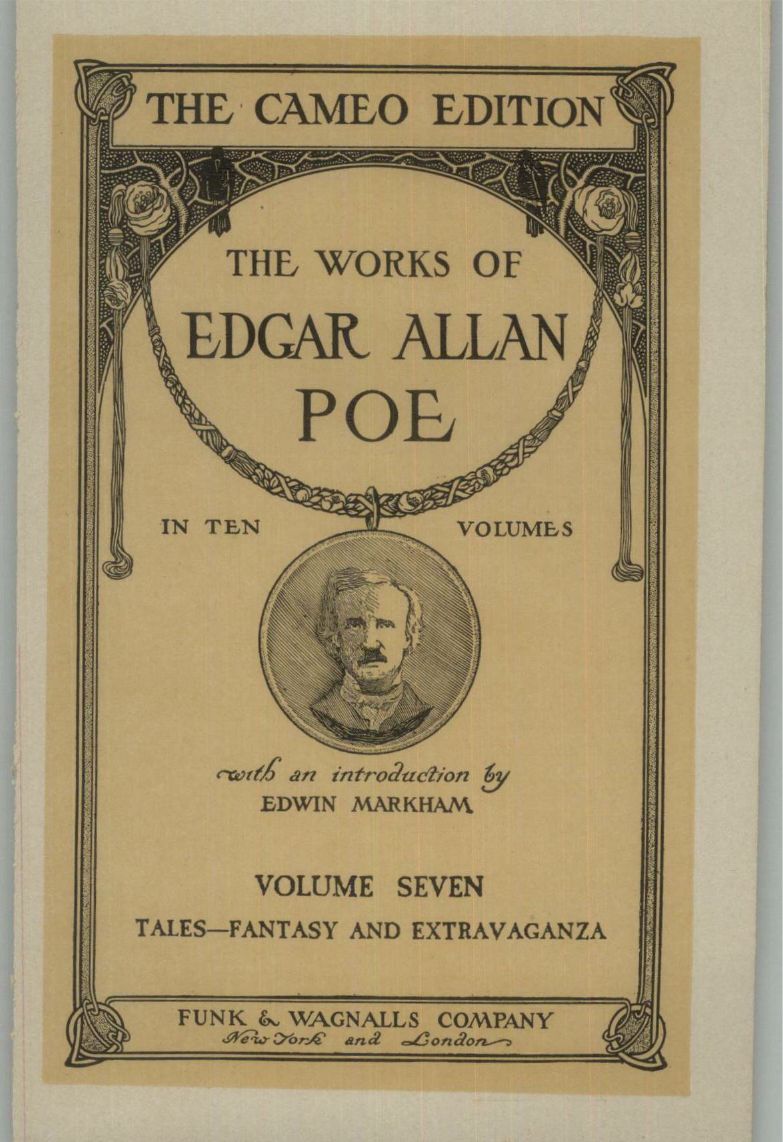 THE CAMEO EDITION
THE WORKS OF
EDGAR ALLAN
POE
IN TEN VOLUMES
with an introduction by
EDWIN MARKHAM
VOLUME SEVEN
TALES—FANTASY AND EXTRAVAGANZA
FUNK & WAGNALLS COMPANY
New York and London